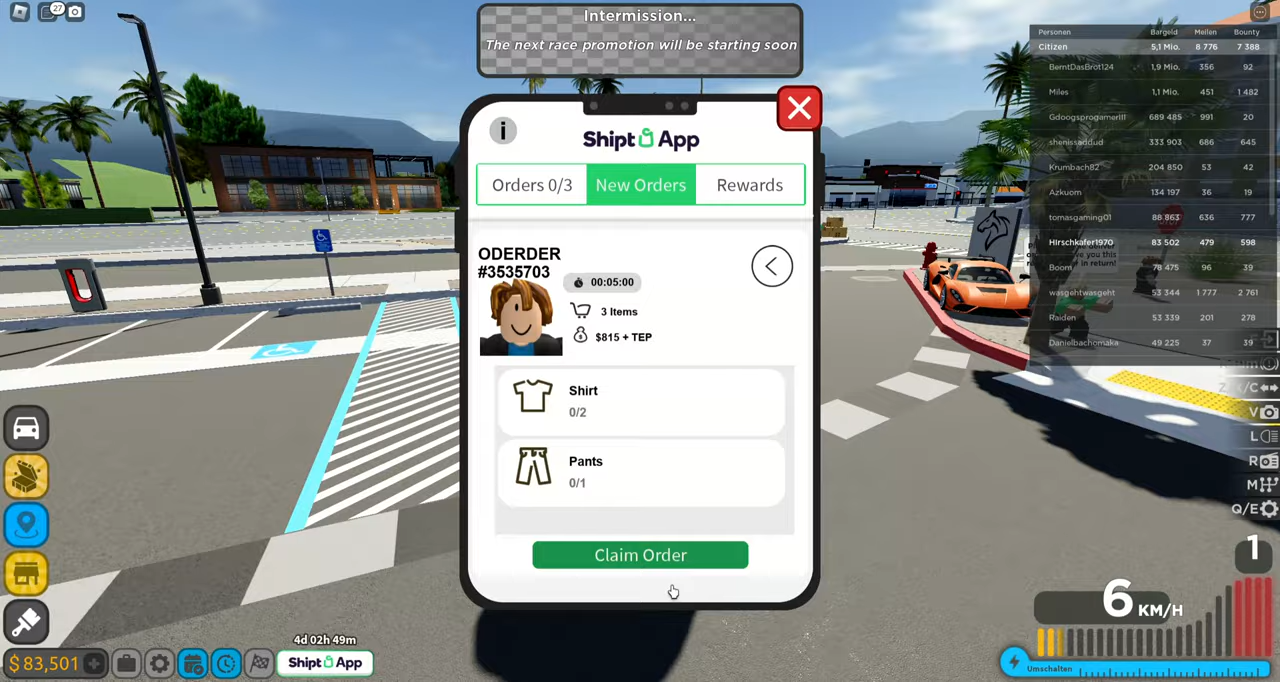 27
Intermission...
The next race promotion will be starting soon
i
Shipt App
Orders 0/3
New Orders
Rewards
ODERDER
#3535703
00:05:00
3 Items
$815 + TEP
Shirt
0/2
Pants
0/1
Claim Order
Personen Bargeld Meilen Bounty
Citizen 5,1 Mio. 8 776 7 388
BerntDasBrot124 1,9 Mio. 356 92
Miles 1,1 Mio. 451 1 482
689 485 991 20
shenissaddud 333 903 686 645
Krumbach82 204 850 53 42
Azkuom 134 197 36 19
tomasgaming01 88 863 636 777
Hirschkafer1970 83 502 479 598
Boom 78 475 96 39
wasgehtwasgeht 53 344 1 777 2 761
Raiden 53 339 201 278
Danielbachomaka 49 225 37 39
V
L
R
M
Q/E
1
6 KM/H
Umschalten
4d 02h 49m
$ 83,501
Shipt App